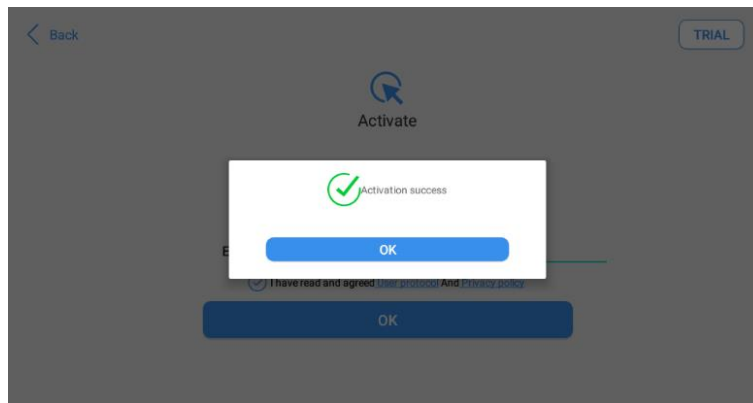 Back
TRIAL
Activate
Activation success
OK
E
I have read and agreed User protocol And Privacy policy
OK